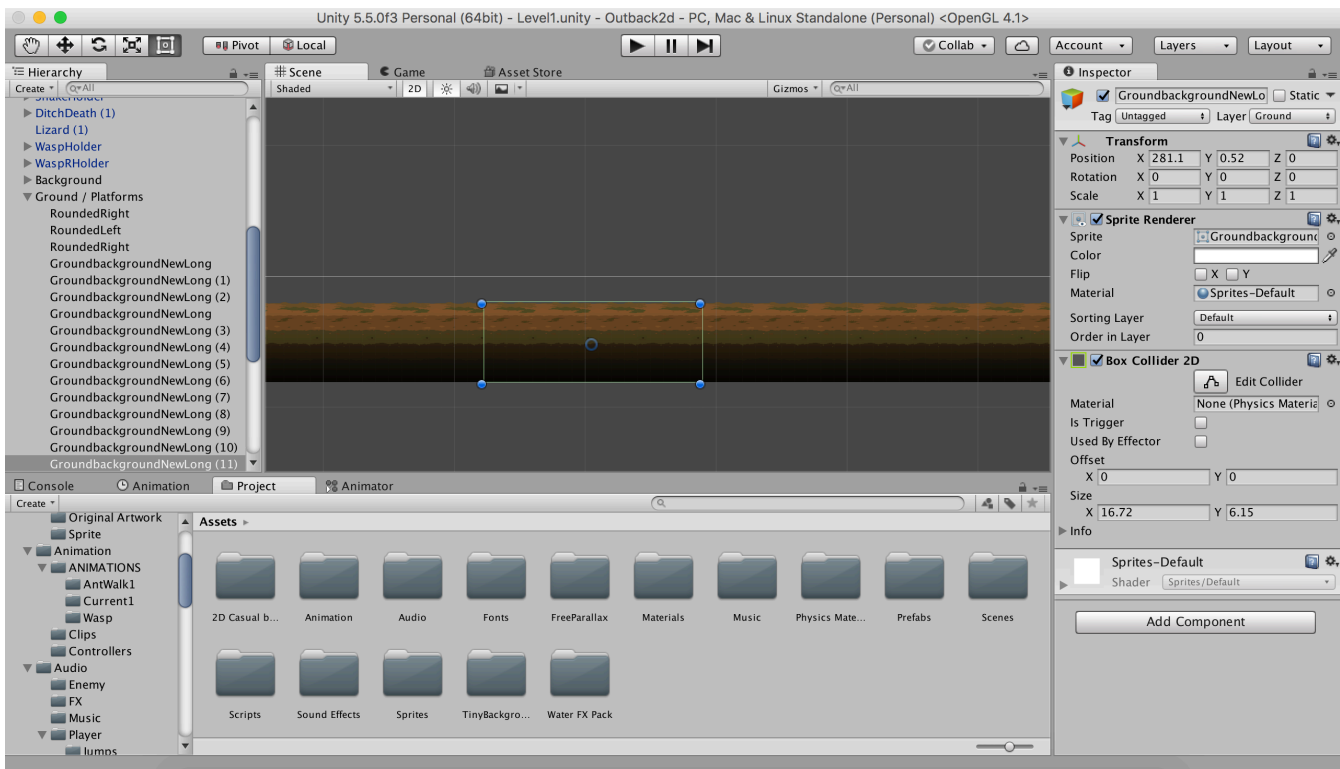 Unity 5.5.0f3 Personal (64bit) - Level1.unity - Outback2d - PC, Mac & Linux Standalone (Personal) <OpenGL 4.1>
Pivot Local Collab Account Layers Layout
Hierarchy
Create All
SnakeHolder
DitchDeath (1)
Lizard (1)
WaspHolder
WaspRHolder
Background
Ground / Platforms
RoundedRight
RoundedLeft
RoundedRight
GroundbackgroundNewLong
GroundbackgroundNewLong (1)
GroundbackgroundNewLong (2)
GroundbackgroundNewLong
GroundbackgroundNewLong (3)
GroundbackgroundNewLong (4)
GroundbackgroundNewLong (5)
GroundbackgroundNewLong (6)
GroundbackgroundNewLong (7)
GroundbackgroundNewLong (8)
GroundbackgroundNewLong (9)
GroundbackgroundNewLong (10)
GroundbackgroundNewLong (11)
Scene Game Asset Store
Shaded 2D Gizmos All
Inspector
GroundbackgroundNewLo Static
Tag Untagged Layer Ground
Transform
Position X 281.1 Y 0.52 Z 0
Rotation X 0 Y 0 Z 0
Scale X 1 Y 1 Z 1
Sprite Renderer
Sprite Groundbackground
Color
Flip X Y
Material Sprites-Default
Sorting Layer Default
Order in Layer 0
Box Collider 2D
Edit Collider
Material None (Physics Materia
Is Trigger
Used By Effector
Offset
X 0 Y 0
Size
X 16.72 Y 6.15
Info
Sprites-Default
Shader Sprites/Default
Add Component
Console Animation Project Animator
Create
Original Artwork
Sprite
Animation
ANIMATIONS
AntWalk1
Current1
Wasp
Clips
Controllers
Audio
Enemy
FX
Music
Player
Jumps
Assets
2D Casual b... Animation Audio Fonts FreeParallax Materials Music Physics Mate... Prefabs Scenes
Scripts Sound Effects Sprites TinyBackgro... Water FX Pack